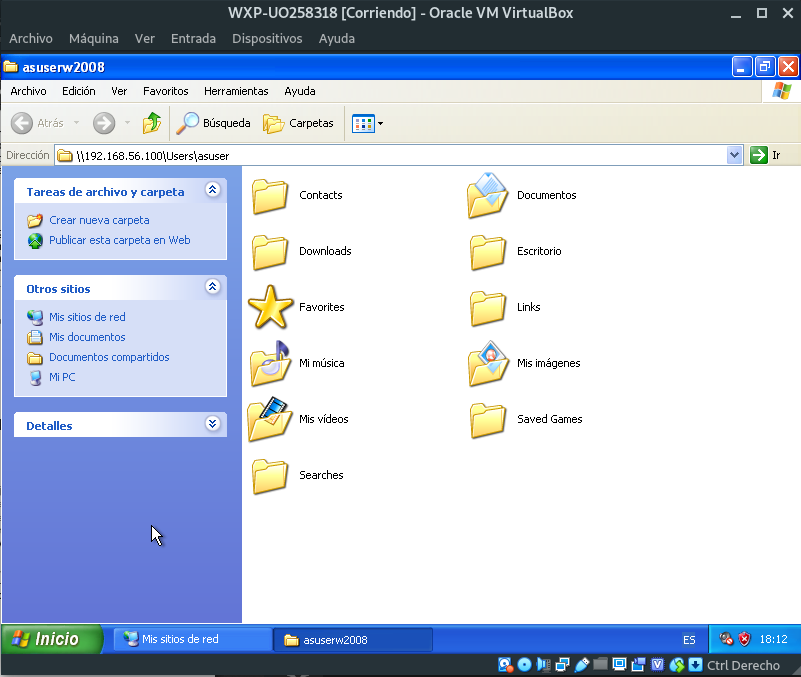 WXP-UO258318 [Corriendo] - Oracle VM VirtualBox
Archivo Máquina Ver Entrada Dispositivos Ayuda
asuserw2008
Archivo Edición Ver Favoritos Herramientas Ayuda
Atrás Búsqueda Carpetas
Dirección \\192.168.56.100\Users\asuser Ir
Tareas de archivo y carpeta
Crear nueva carpeta
Publicar esta carpeta en Web
Otros sitios
Mis sitios de red
Mis documentos
Documentos compartidos
Mi PC
Detalles
Contacts Documentos
Downloads Escritorio
Favorites Links
Mi música Mis imágenes
Mis vídeos Saved Games
Searches
Inicio Mis sitios de red asuserw2008 ES 18:12
Ctrl Derecho